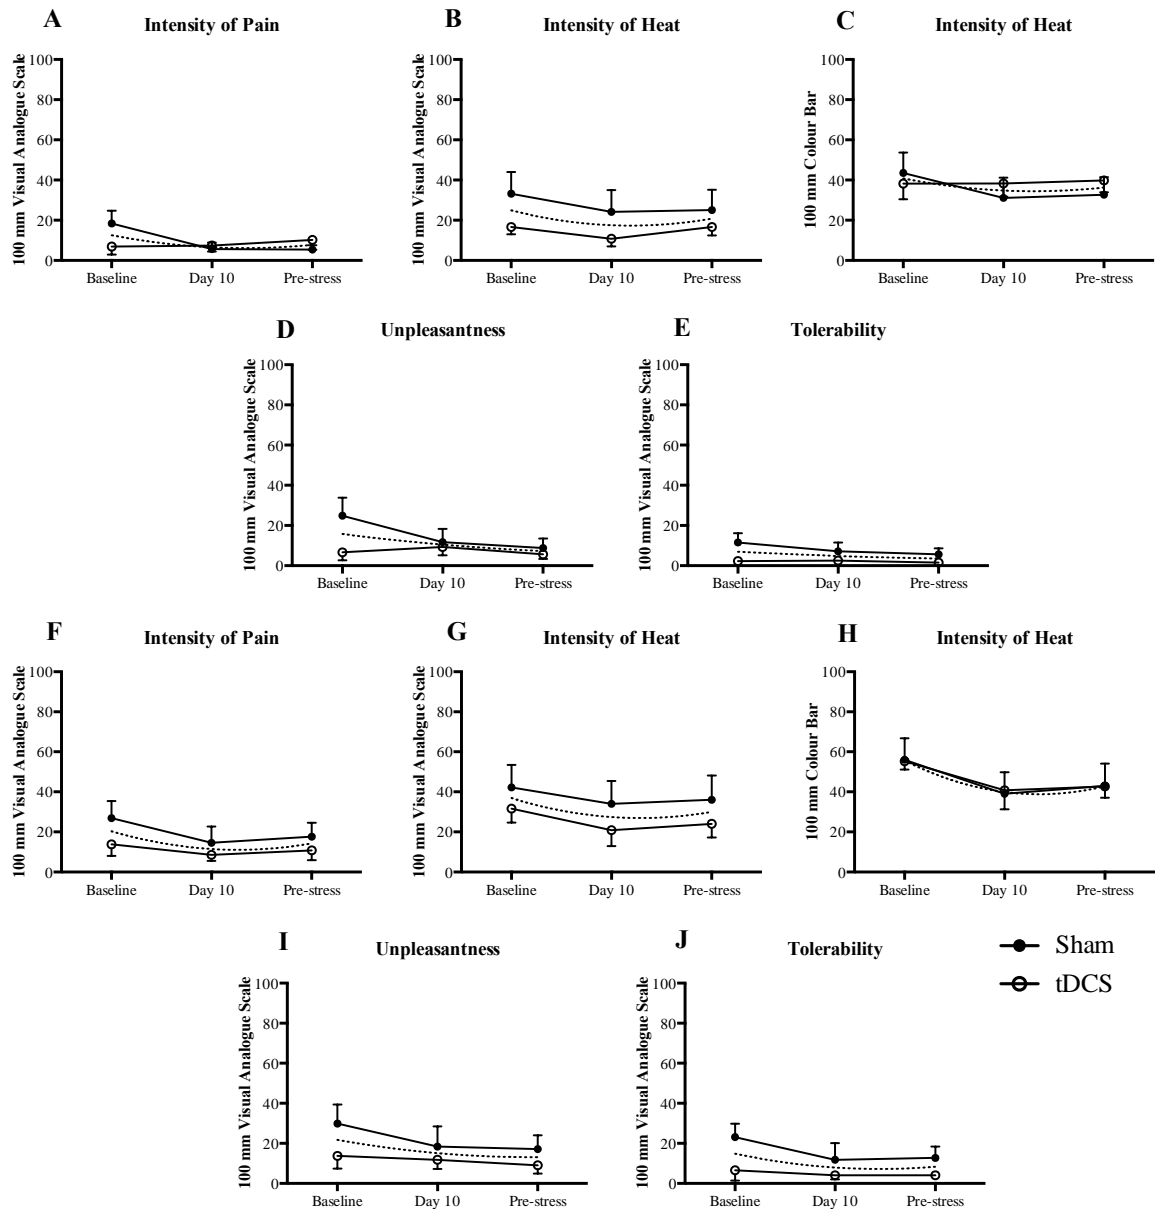 A
Intensity of Pain
100 mm Visual Analogue Scale
100
80
60
40
20
0
Baseline
Day 10
Pre-stress
B
Intensity of Heat
100 mm Visual Analogue Scale
100
80
60
40
20
0
Baseline
Day 10
Pre-stress
C
Intensity of Heat
100 mm Colour Bar
100
80
60
40
20
0
Baseline
Day 10
Pre-stress
D
Unpleasantness
100 mm Visual Analogue Scale
100
80
60
40
20
0
Baseline
Day 10
Pre-stress
E
Tolerability
100 mm Visual Analogue Scale
100
80
60
40
20
0
Baseline
Day 10
Pre-stress
F
Intensity of Pain
100 mm Visual Analogue Scale
100
80
60
40
20
0
Baseline
Day 10
Pre-stress
G
Intensity of Heat
100 mm Visual Analogue Scale
100
80
60
40
20
0
Baseline
Day 10
Pre-stress
H
Intensity of Heat
100 mm Colour Bar
100
80
60
40
20
0
Baseline
Day 10
Pre-stress
I
Unpleasantness
100 mm Visual Analogue Scale
100
80
60
40
20
0
Baseline
Day 10
Pre-stress
J
Tolerability
100 mm Visual Analogue Scale
100
80
60
40
20
0
Baseline
Day 10
Pre-stress
Sham
tDCS